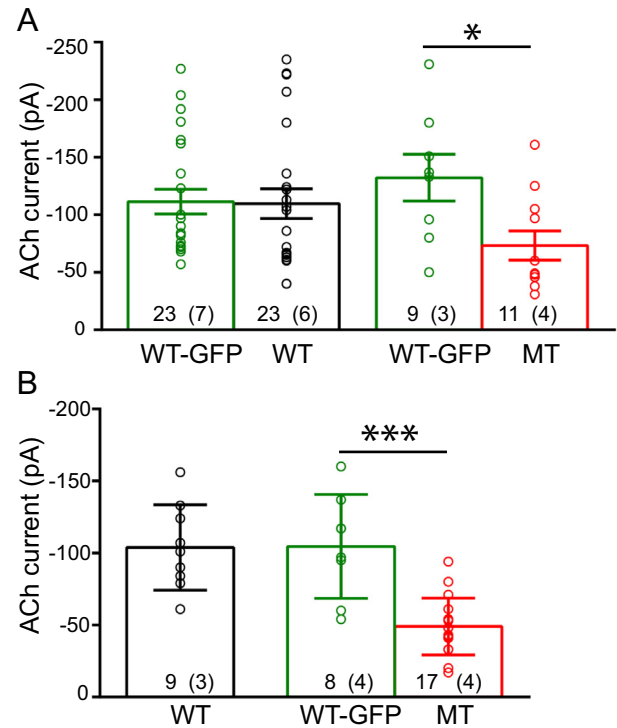 A
ACh current (pA)
-250
-200
-150
-100
-50
0
*
23 (7)
23 (6)
9 (3)
11 (4)
WT-GFP
WT
WT-GFP
MT
B
ACh current (pA)
-200
-150
-100
-50
-0
***
9 (3)
8 (4)
17 (4)
WT
WT-GFP
MT